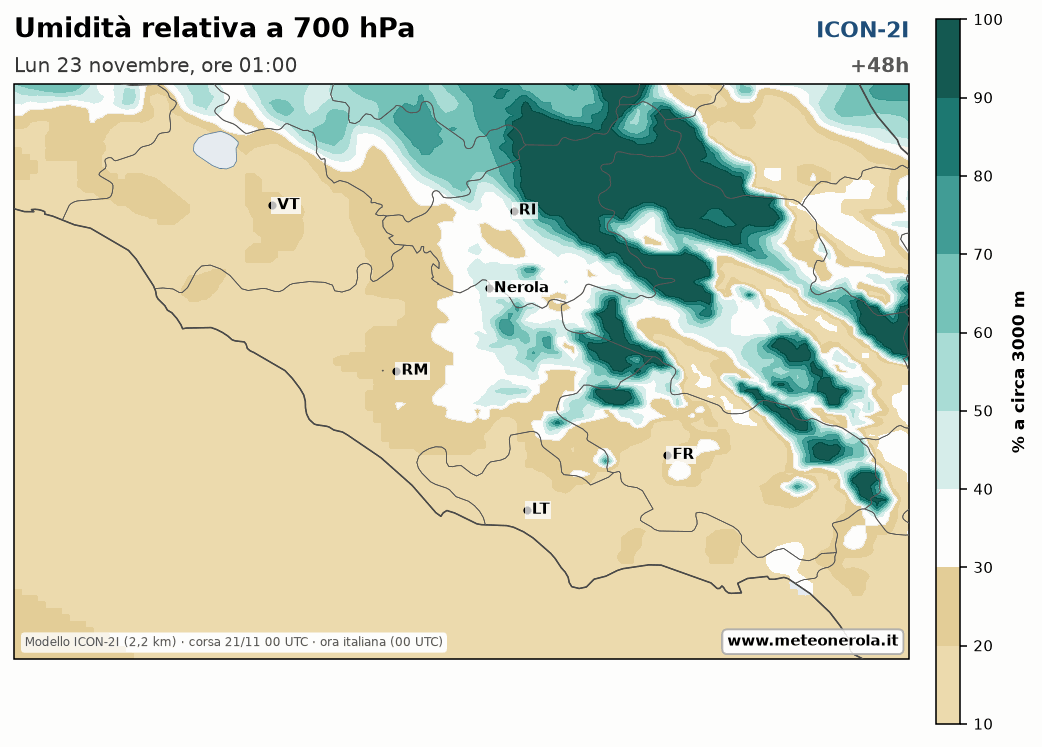 Umidità relativa a 700 hPa
ICON-2I
Lun 23 novembre, ore 01:00
+48h
100
90
80
70
60
50
40
30
20
10
% a circa 3000 m
VT
RI
Nerola
RM
FR
LT
Modello ICON-2I (2,2 km) · corsa 21/11 00 UTC · ora italiana (00 UTC)
www.meteonerola.it